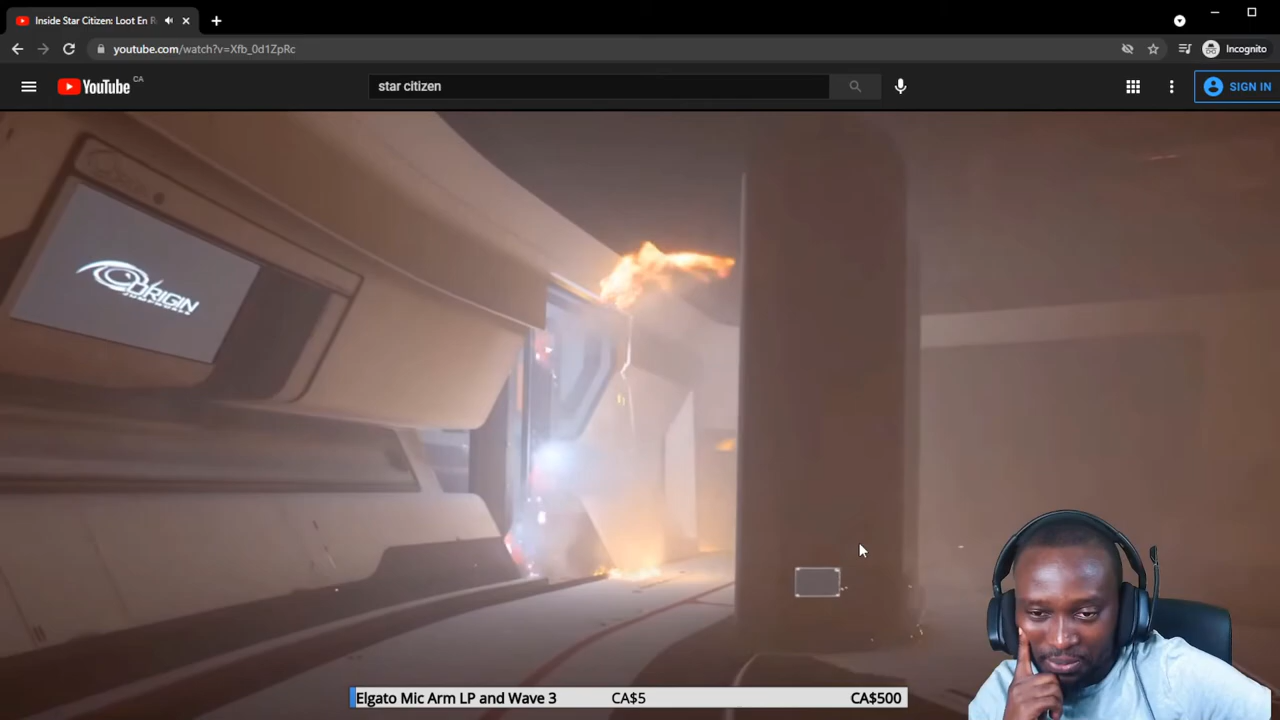 Inside Star Citizen: Loot En R
youtube.com/watch?v=Xfb_0d1ZpRc
Incognito
YouTube
CA
star citizen
SIGN IN
ORIGIN
JUMPWORKS
Elgato Mic Arm LP and Wave 3 CA$5 CA$500